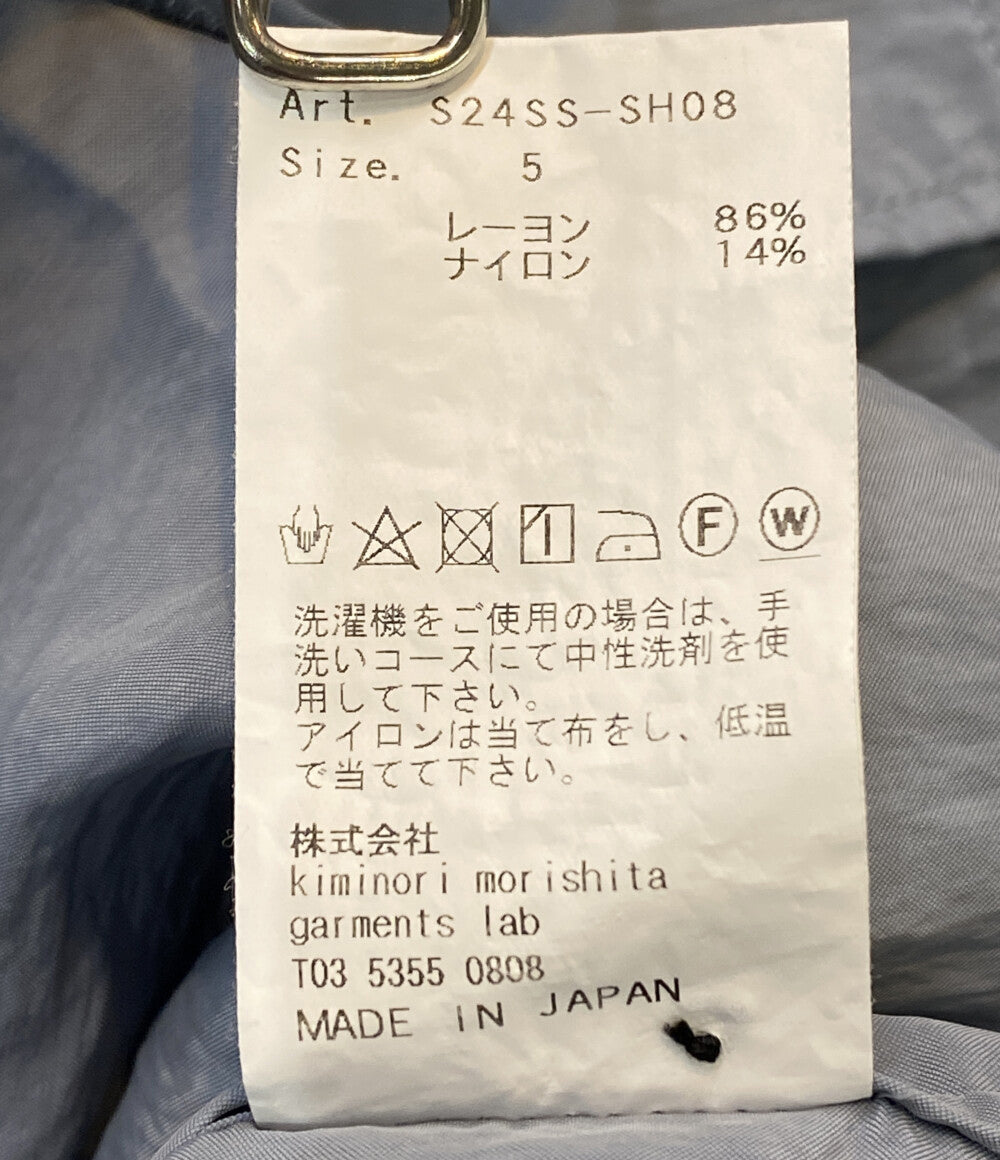 Art. S24SS-SH08
Size. 5
レーヨン 86%
ナイロン 14%
F W
洗濯機をご使用の場合は、手
洗いコースにて中性洗剤を使
用して下さい。
アイロンは当て布をし、低温
で当てて下さい。
株式会社
kiminori morishita
garments lab
T03 5355 0808
MADE IN JAPAN